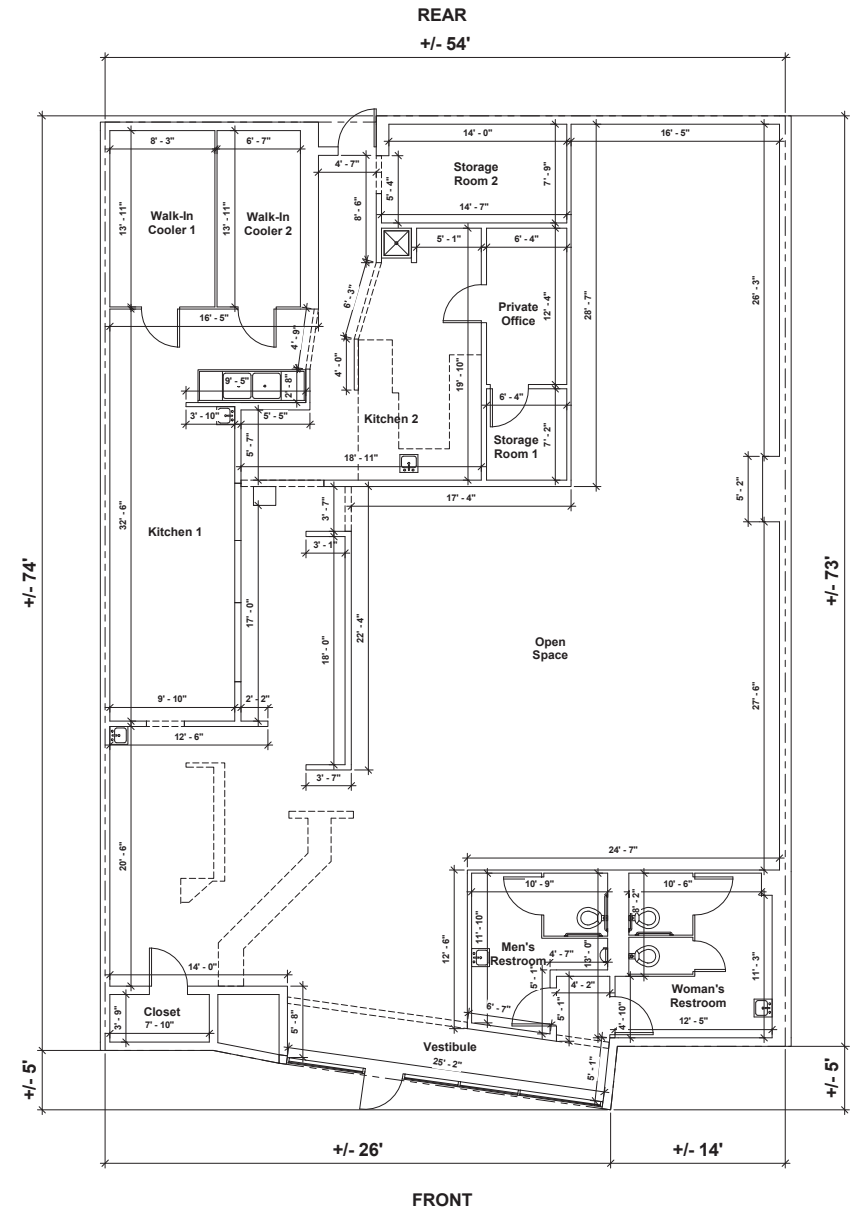 REAR
+/- 54'
8' - 3"
6' - 7"
14' - 0"
16' - 5"
4' - 7"
Storage
Room 2
7' - 9"
5' - 4"
14' - 7"
8' - 6"
13' - 11"
Walk-In
Cooler 1
13' - 11"
Walk-In
Cooler 2
5' - 1"
6' - 4"
26' - 3"
28' - 7"
6' - 3"
Private
Office
12' - 4"
16' - 5"
4' - 9"
4' - 0"
19' - 10"
9' - 5"
2' - 8"
6' - 4"
3' - 10"
5' - 5"
Kitchen 2
Storage
Room 1
7' - 2"
5' - 7"
18' - 11"
5' - 2"
17' - 4"
32' - 6"
Kitchen 1
3' - 7"
3' - 1"
+/- 74'
+/- 73'
17' - 0"
18' - 0"
22' - 4"
Open
Space
27' - 6"
9' - 10"
2' - 2"
12' - 6"
3' - 7"
20' - 6"
24' - 7"
10' - 9"
10' - 6"
8' - 2"
12' - 6"
11' - 10"
Men's
Restroom
4' - 7"
13' - 0"
11' - 3"
14' - 0"
5' - 1"
4' - 2"
Woman's
Restroom
6' - 7"
5' - 1"
4' - 10"
12' - 5"
3' - 9"
Closet
7' - 10"
5' - 8"
Vestibule
25' - 2"
5' - 1"
+/- 5'
+/- 5'
+/- 26'
+/- 14'
FRONT